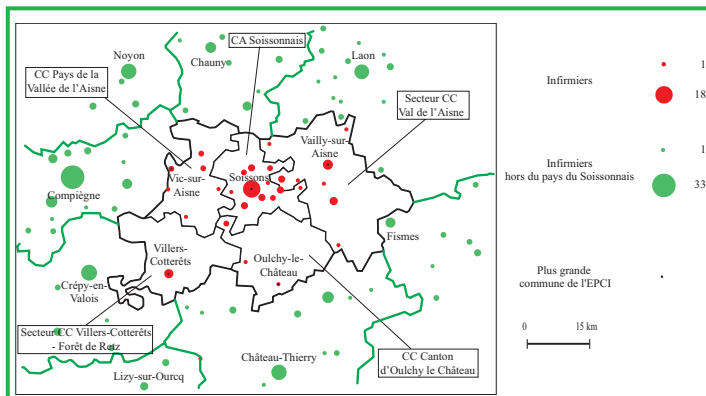 Noyon
Chauny
CA Soissonnais
Laon
CC Pays de la
Vallée de l'Aisne
Secteur CC
Val de l'Aisne
Vailly-sur-
Aisne
Vic-sur-
Aisne
Soissons
Compiègne
Fismes
Villers-
Cotterêts
Oulchy-le-
Château
Crépy-en-
Valois
Secteur CC Villers-Cotterêts
- Forêt de Retz
Château-Thierry
CC Canton
d'Oulchy le Château
Lizy-sur-Ourcq
Infirmiers
1
18
Infirmiers
hors du pays du Soissonnais
1
33
Plus grande
commune de l'EPCI
0
15 km